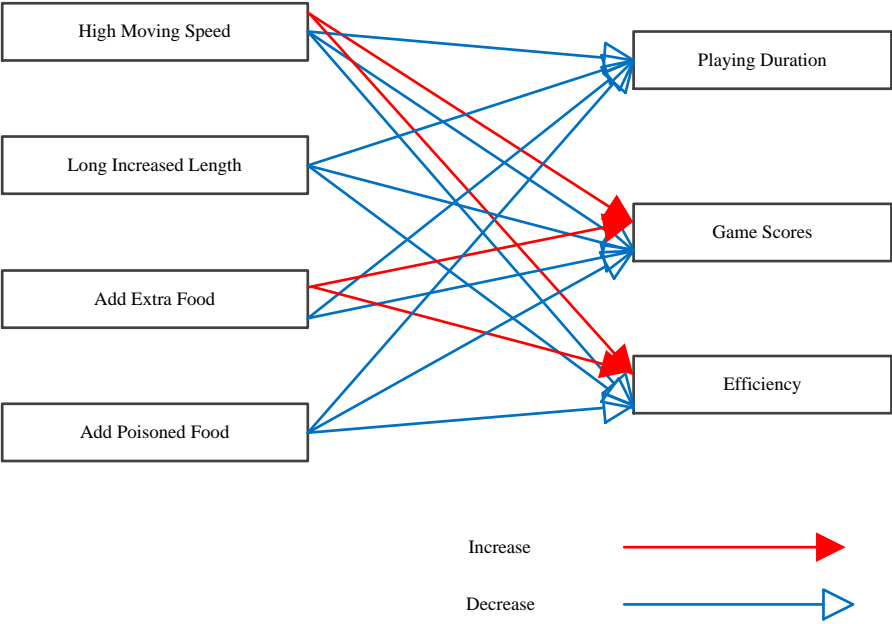 High Moving Speed
Playing Duration
Long Increased Length
Game Scores
Add Extra Food
Efficiency
Add Poisoned Food
Increase
Decrease